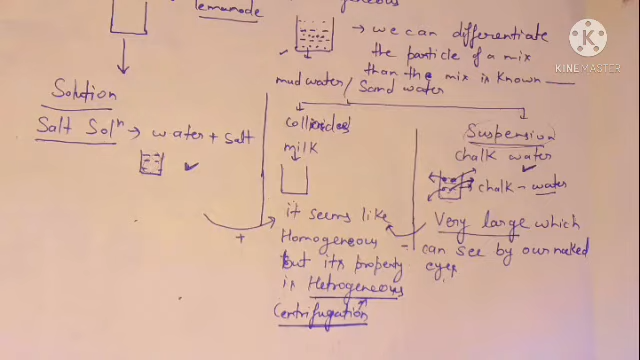 lemonade
geneous
→ we can differentiate
the particle of a mix
than the mix is known
mud water / Sand water
Solution
Salt Solⁿ → water + salt
colloidal
milk
it seems like
Homogeneous
but its property
is Hetrogeneous
Centrifugation
Suspension
chalk water
chalk - water
Very large which
can see by our naked
eyes
+
K
KINEMASTER